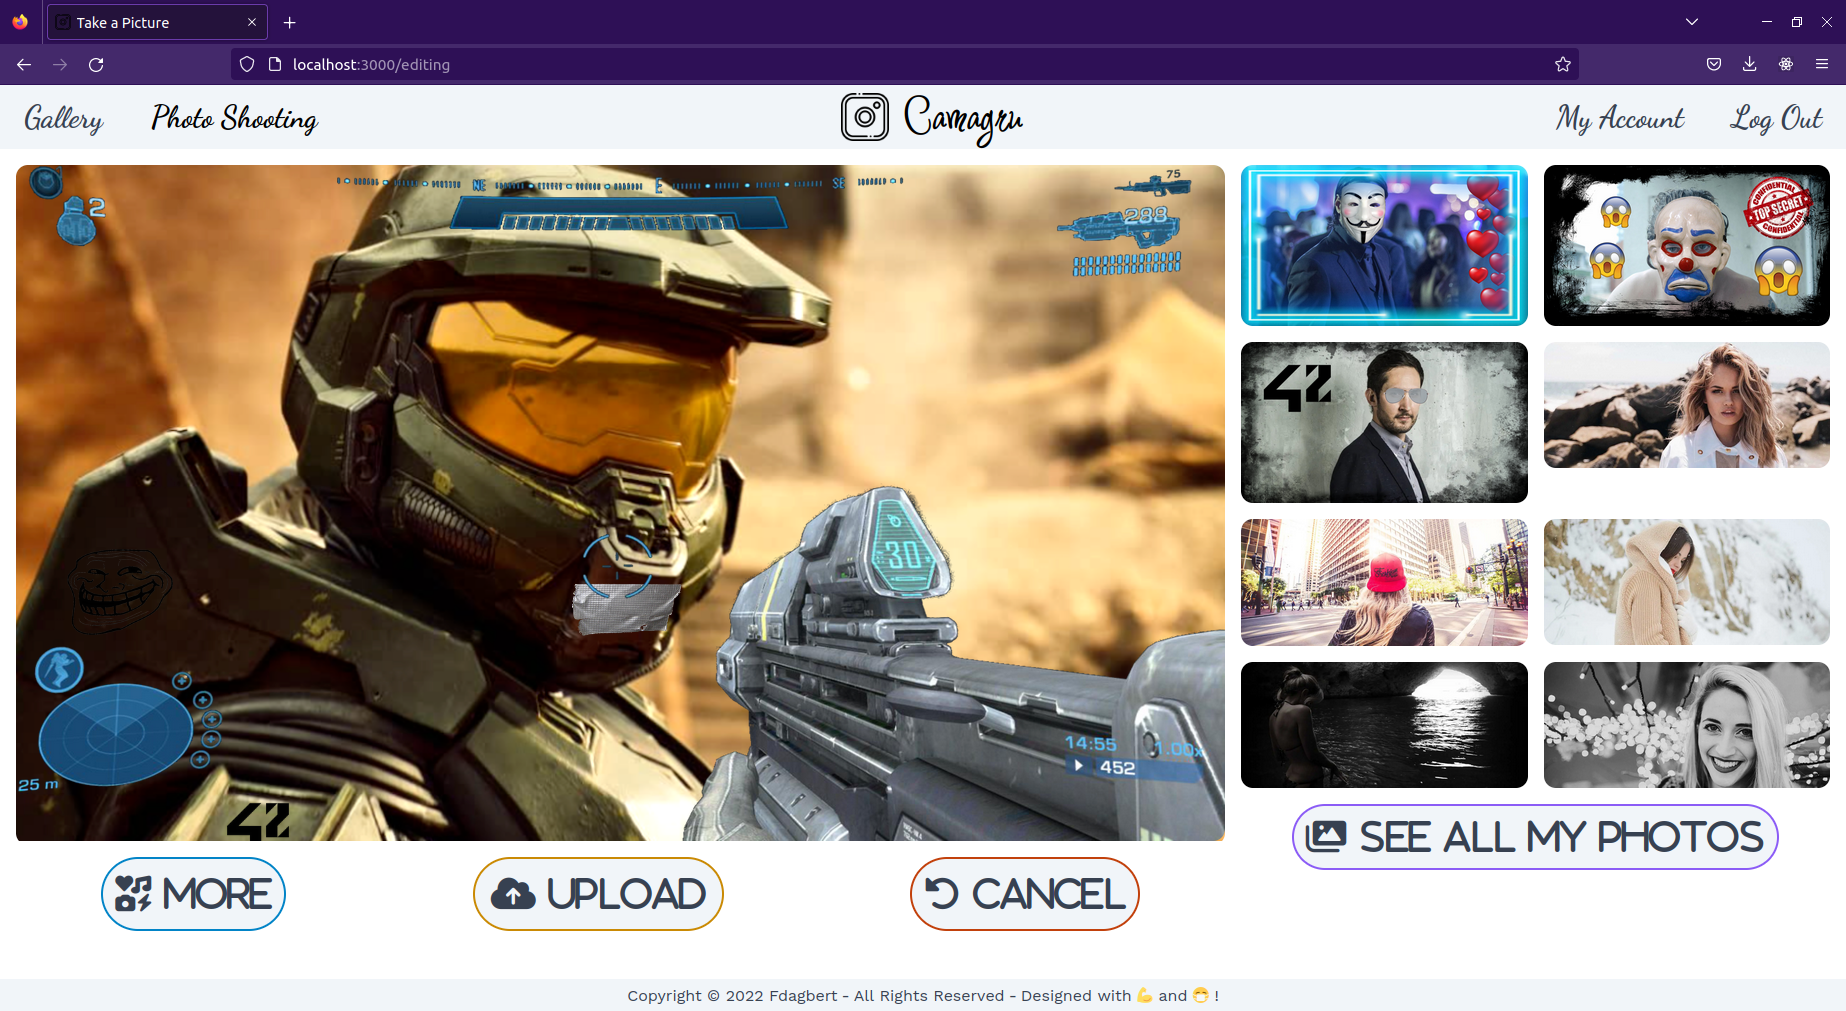 Take a Picture
localhost:3000/editing
Gallery
Photo Shooting
Camagru
My Account
Log Out
2
NE
E
SE
75
288
30
14:55
1.00x
452
25 m
42
CONFIDENTIAL
TOP SECRET
CONFIDENTIAL
42
MORE
UPLOAD
CANCEL
SEE ALL MY PHOTOS
Copyright © 2022 Fdagbert - All Rights Reserved - Designed with 💪 and 😷 !